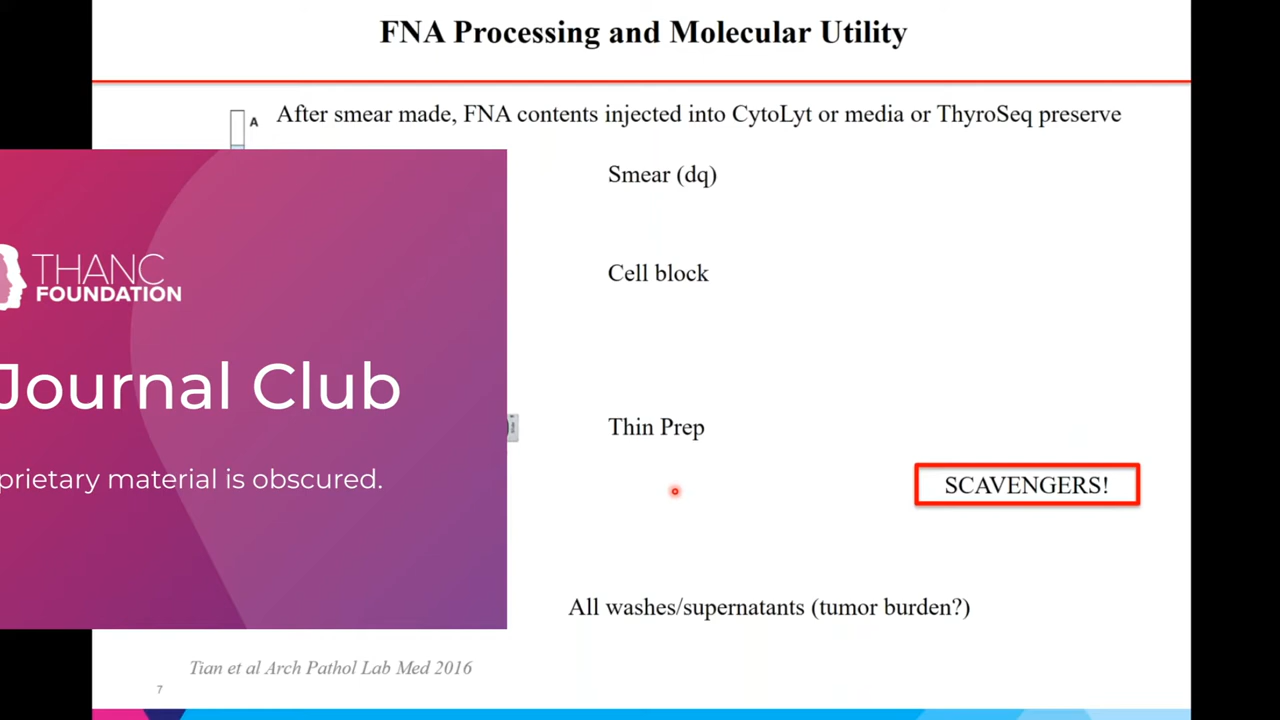 FNA Processing and Molecular Utility
A
After smear made, FNA contents injected into CytoLyt or media or ThyroSeq preserve
Smear (dq)
THANC
FOUNDATION
Cell block
Journal Club
Thin Prep
prietary material is obscured.
SCAVENGERS!
All washes/supernatants (tumor burden?)
Tian et al Arch Pathol Lab Med 2016
7